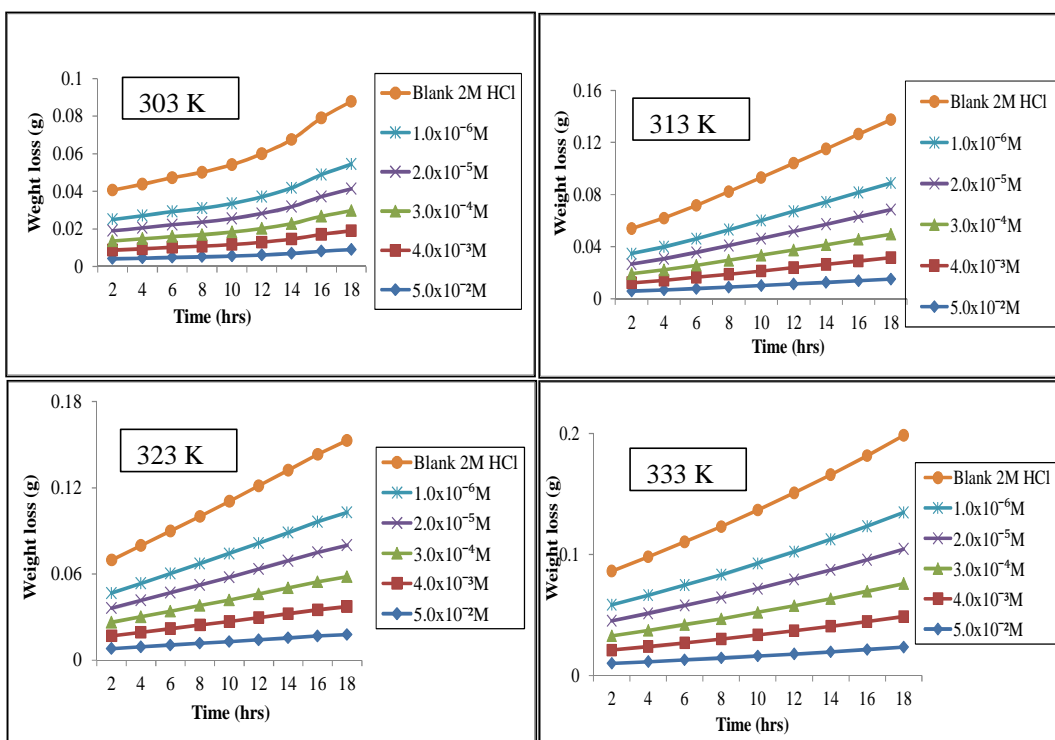 303 K
Weght loss (g)
0.1
0.08
0.06
0.04
0.02
0
2 4 6 8 10 12 14 16 18
Time (hrs)
Blank 2M HCl
1.0x10⁻⁶M
2.0x10⁻⁵M
3.0x10⁻⁴M
4.0x10⁻³M
5.0x10⁻²M
313 K
Weight loss (g)
0.16
0.12
0.08
0.04
0
2 4 6 8 10 12 14 16 18
Time (hrs)
Blank 2M HCl
1.0x10⁻⁶M
2.0x10⁻⁵M
3.0x10⁻⁴M
4.0x10⁻³M
5.0x10⁻²M
323 K
Weight loss (g)
0.18
0.12
0.06
0
2 4 6 8 10 12 14 16 18
Time (hrs)
Blank 2M HCl
1.0x10⁻⁶M
2.0x10⁻⁵M
3.0x10⁻⁴M
4.0x10⁻³M
5.0x10⁻²M
333 K
Weight loss (g)
0.2
0.1
0
2 4 6 8 10 12 14 16 18
Time (hrs)
Blank 2M HCl
1.0x10⁻⁶M
2.0x10⁻⁵M
3.0x10⁻⁴M
4.0x10⁻³M
5.0x10⁻²M